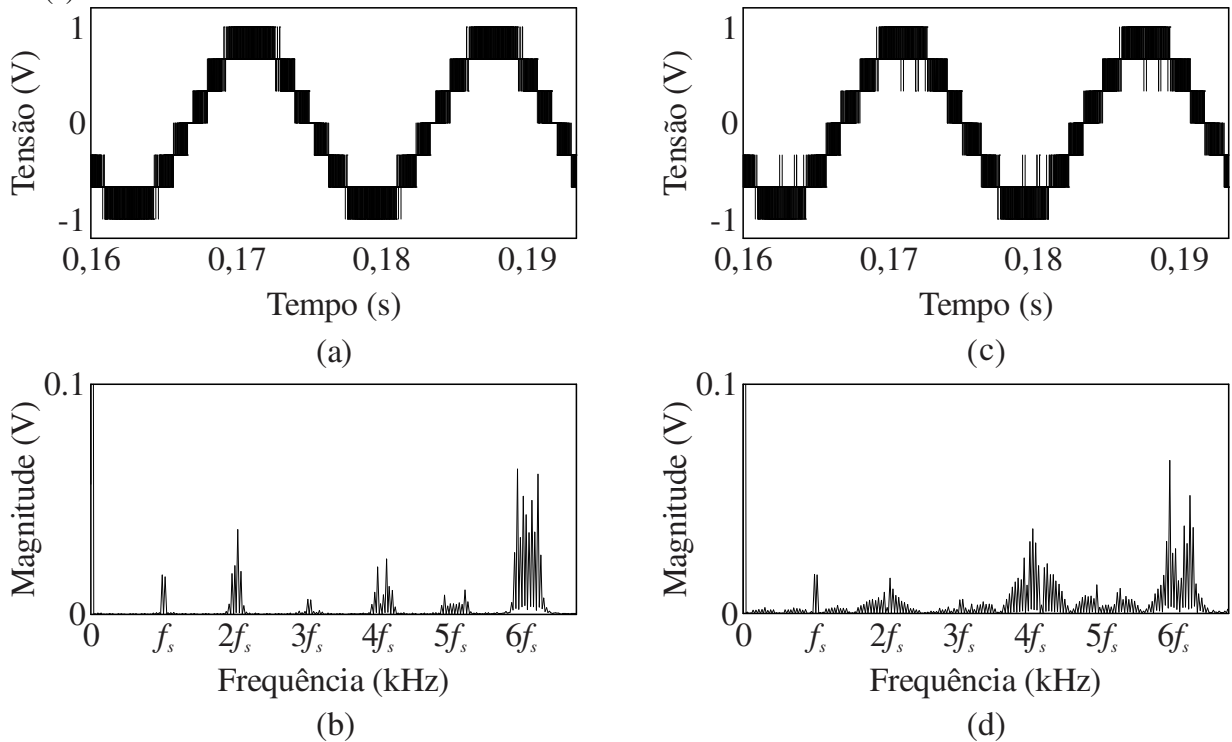 Tensão (V)
1
0
-1
0,16 0,17 0,18 0,19
Tempo (s)
(a)
Tensão (V)
1
0
-1
0,16 0,17 0,18 0,19
Tempo (s)
(c)
Magnitude (V)
0.1
0
0 fs 2fs 3fs 4fs 5fs 6fs
Frequência (kHz)
(b)
Magnitude (V)
0.1
0
0 fs 2fs 3fs 4fs 5fs 6fs
Frequência (kHz)
(d)